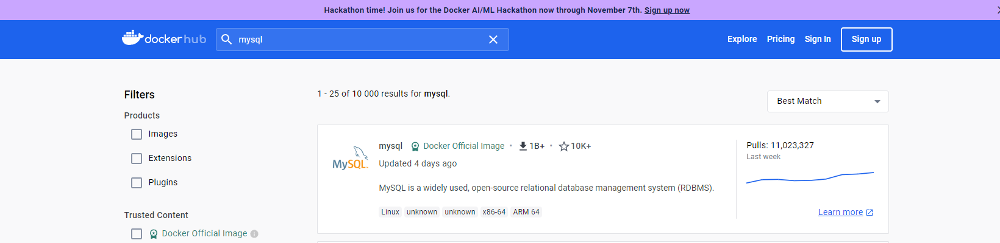 Hackathon time! Join us for the Docker AI/ML Hackathon now through November 7th. Sign up now
dockerhub
mysql
Explore Pricing Sign In Sign up
Filters
Products
Images
Extensions
Plugins
Trusted Content
Docker Official Image
1 - 25 of 10 000 results for mysql.
Best Match
MySQL
mysql Docker Official Image • 1B+ • 10K+
Updated 4 days ago
MySQL is a widely used, open-source relational database management system (RDBMS).
Linux unknown unknown x86-64 ARM 64
Pulls: 11,023,327
Last week
Learn more